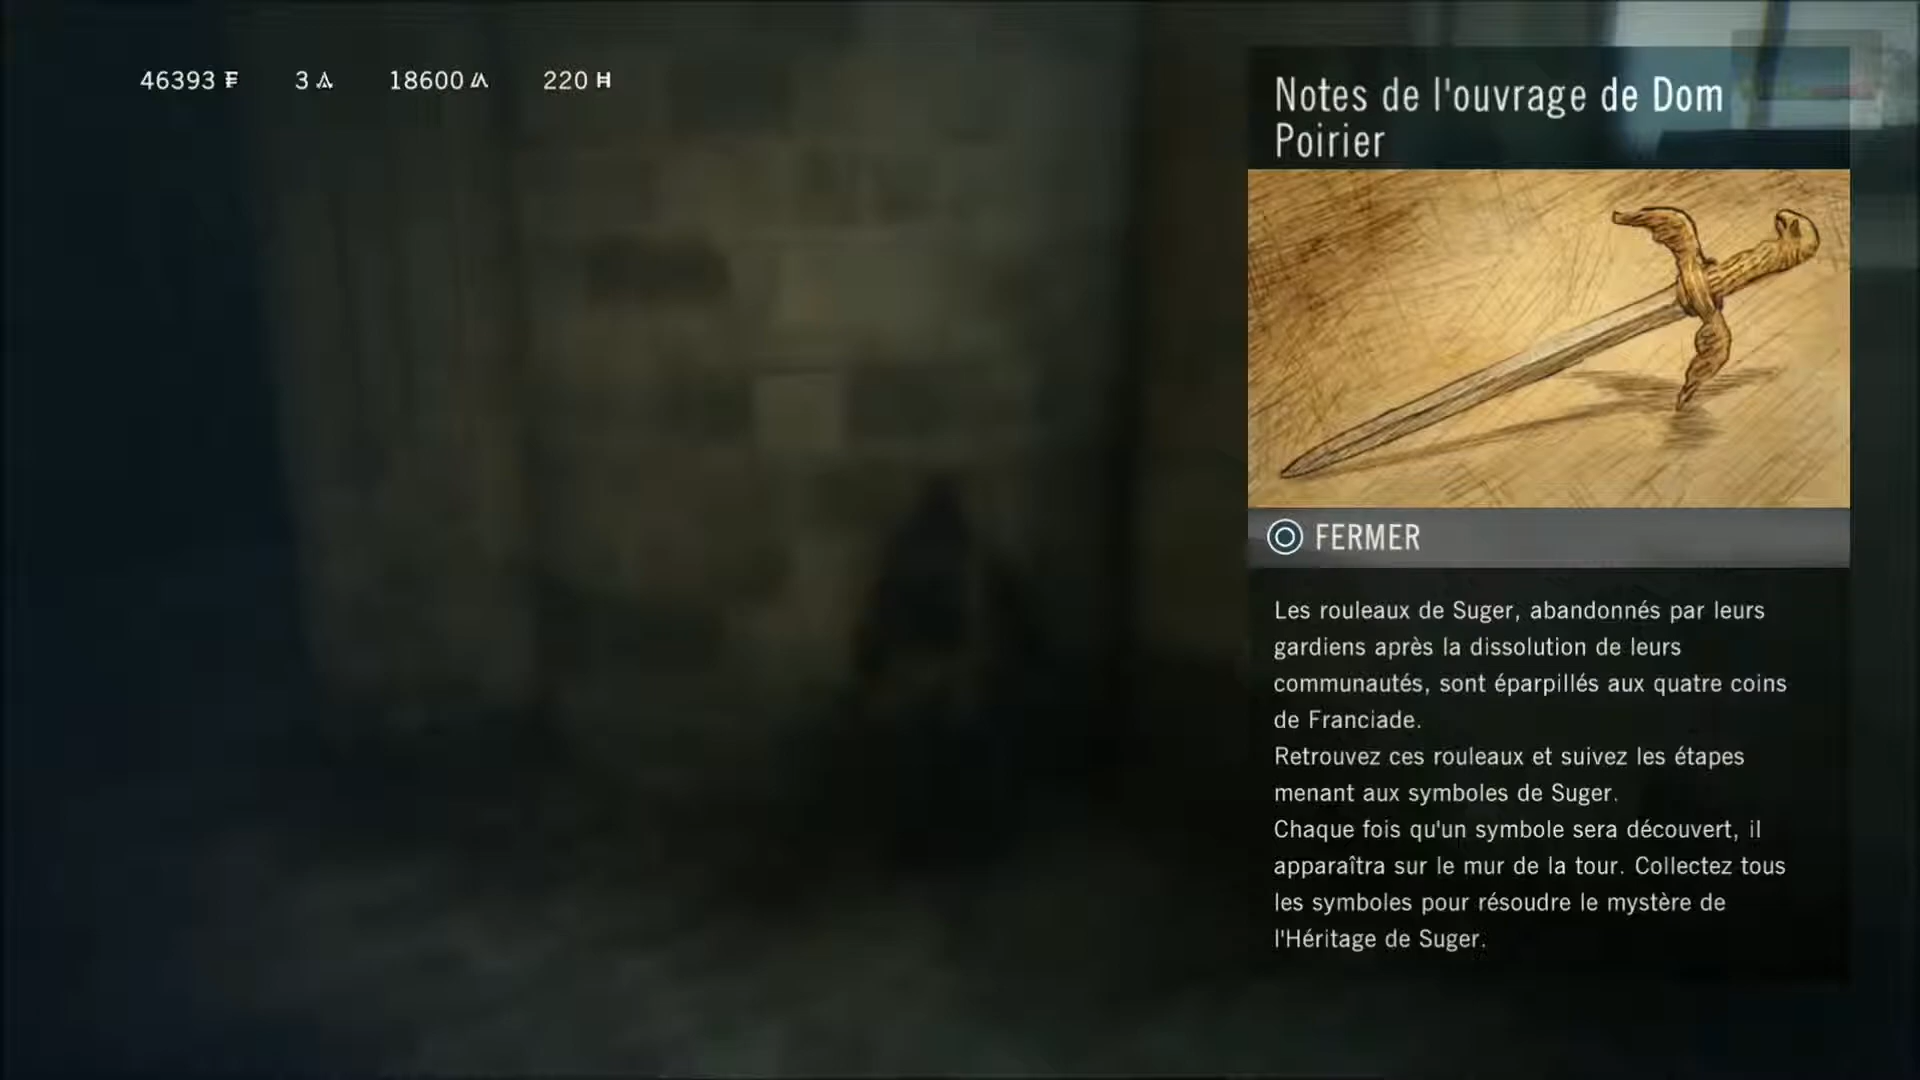 46393 3 18600 220
Notes de l'ouvrage de Dom
Poirier
FERMER
Les rouleaux de Suger, abandonnés par leurs
gardiens après la dissolution de leurs
communautés, sont éparpillés aux quatre coins
de Franciade.
Retrouvez ces rouleaux et suivez les étapes
menant aux symboles de Suger.
Chaque fois qu'un symbole sera découvert, il
apparaîtra sur le mur de la tour. Collectez tous
les symboles pour résoudre le mystère de
l'Héritage de Suger.